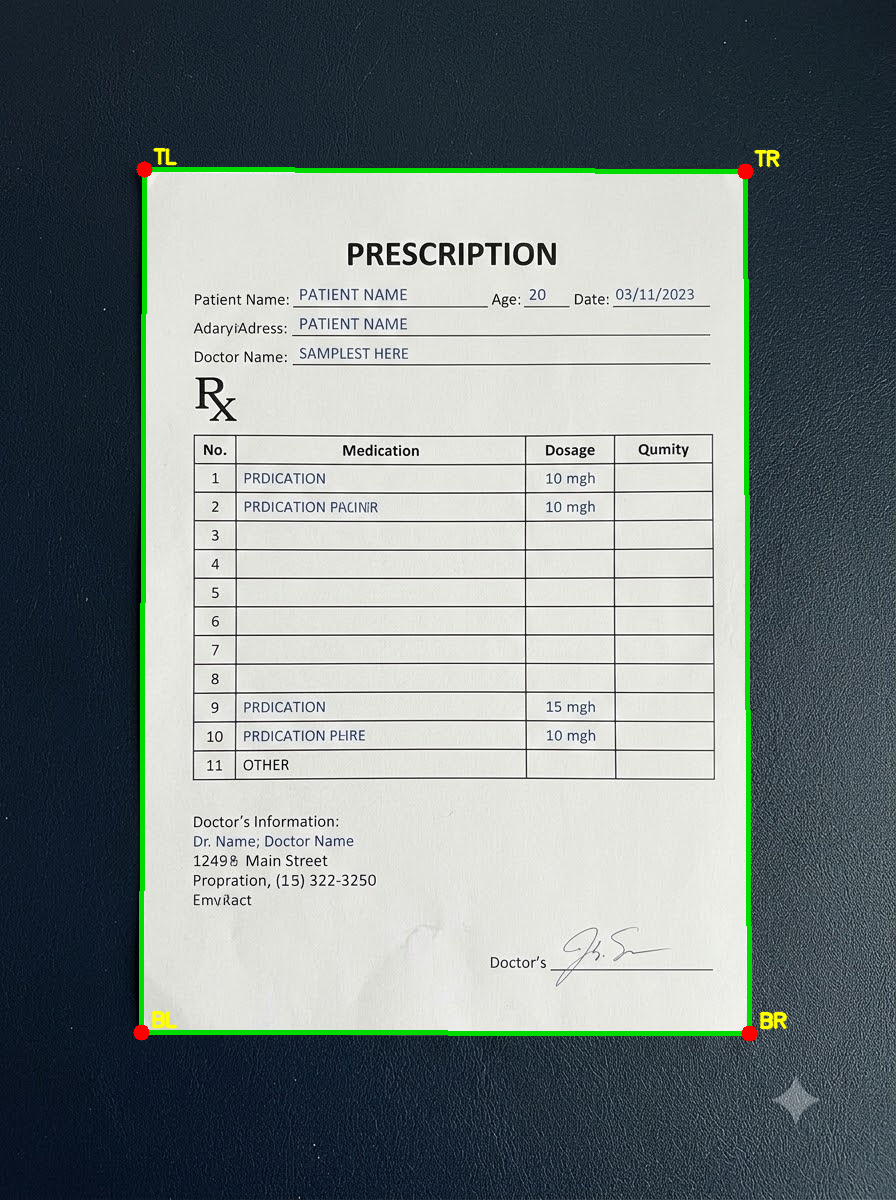 TL TR
PRESCRIPTION
Patient Name: PATIENT NAME Age: 20 Date: 03/11/2023
AdaryiAdress: PATIENT NAME
Doctor Name: SAMPLEST HERE
Rx
No. Medication Dosage Qumity
1 PRDICATION 10 mgh
2 PRDICATION PACINIR 10 mgh
3
4
5
6
7
8
9 PRDICATION 15 mgh
10 PRDICATION PLIRE 10 mgh
11 OTHER
Doctor's Information:
Dr. Name; Doctor Name
12498 Main Street
Propration, (15) 322-3250
EmviRact
Doctor's
BL BR